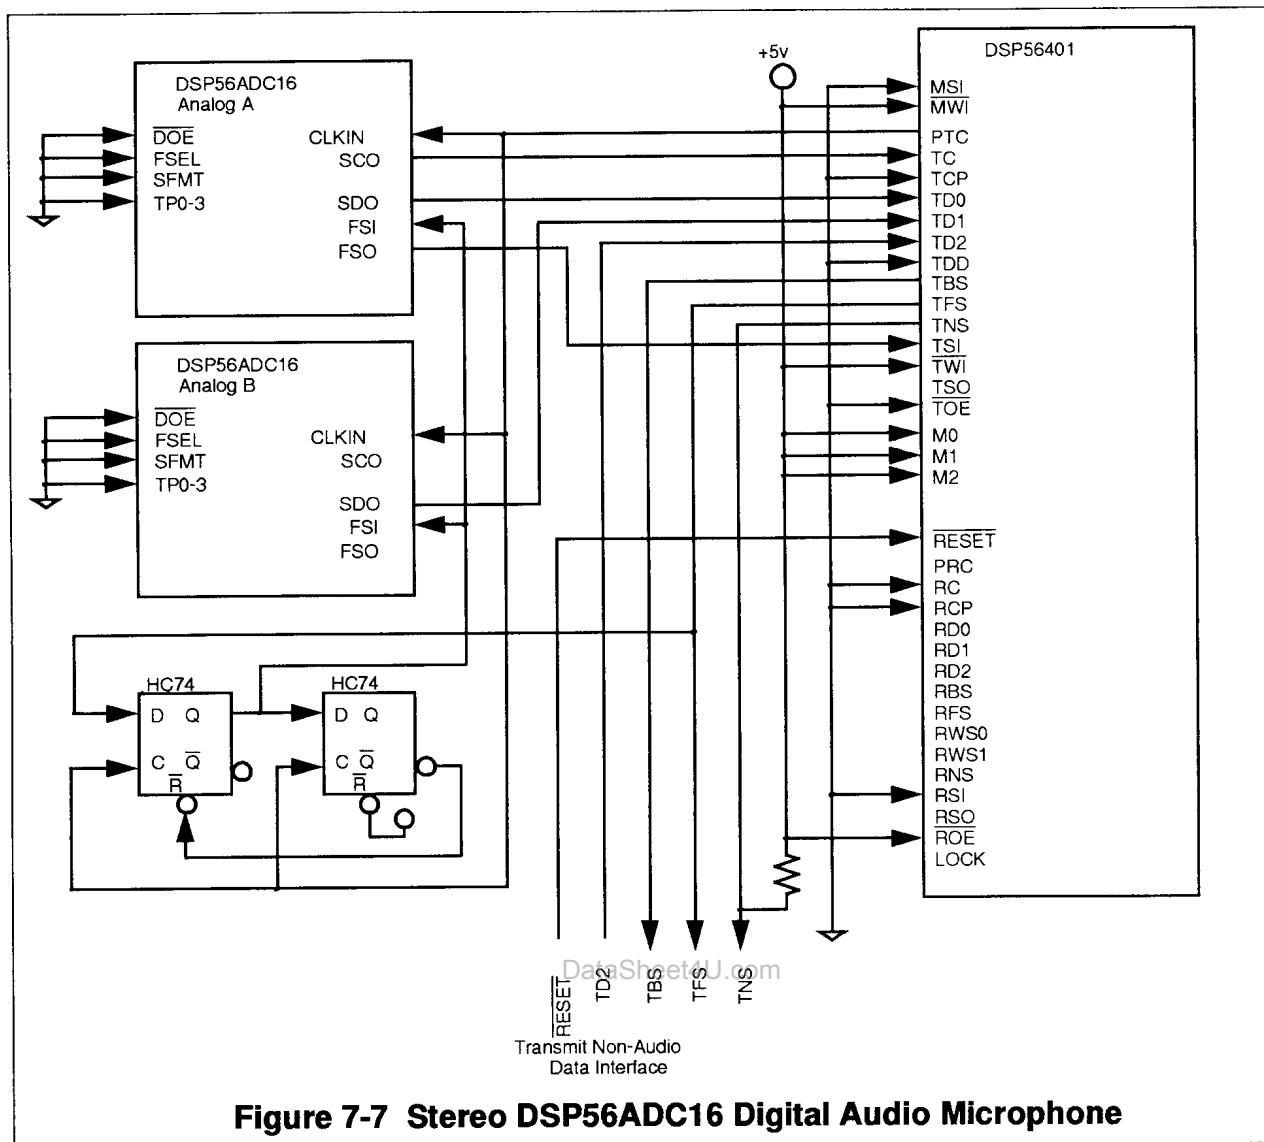 DSP56ADC16
Analog A
DOE
FSEL
SFMT
TP0-3
CLKIN
SCO
SDO
FSI
FSO
DSP56ADC16
Analog B
DOE
FSEL
SFMT
TP0-3
CLKIN
SCO
SDO
FSI
FSO
HC74
D Q
C Q
R
HC74
D Q
C Q
R
+5v
DSP56401
MSI
MWI
PTC
TC
TCP
TD0
TD1
TD2
TDD
TBS
TFS
TNS
TSI
TWI
TSO
TOE
M0
M1
M2
RESET
PRC
RC
RCP
RD0
RD1
RD2
RBS
RFS
RWS0
RWS1
RNS
RSI
RSO
ROE
LOCK
DataSheet4U.com
RESET
TD2
TBS
TFS
TNS
Transmit Non-Audio
Data Interface
Figure 7-7 Stereo DSP56ADC16 Digital Audio Microphone